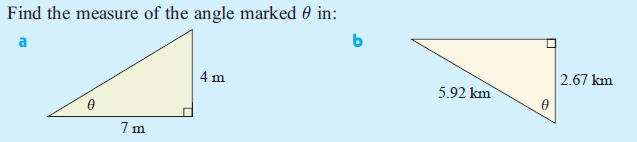 Find the measure of the angle marked θ in:
a
b
4 m
θ
7 m
5.92 km
2.67 km
θ